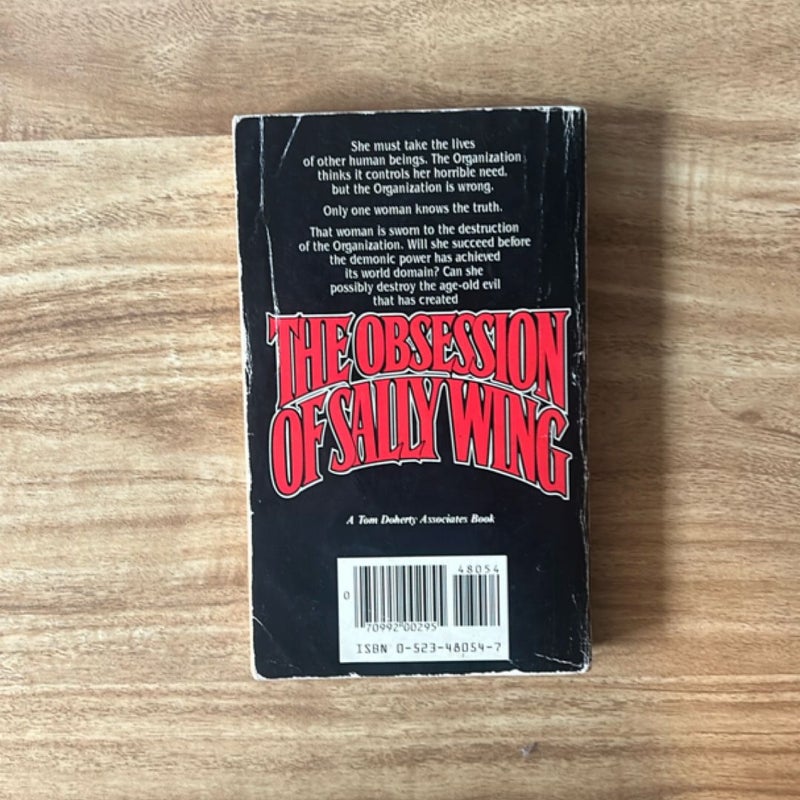 She must take the lives
of other human beings. The Organization
thinks it controls her horrible need,
but the Organization is wrong.
Only one woman knows the truth.
That woman is sworn to the destruction
of the Organization. Will she succeed before
the demonic power has achieved
its world domain? Can she
possibly destroy the age-old evil
that has created
THE OBSESSION
OF SALLY WING
A Tom Doherty Associates Book
48054
0
70992"00295
ISBN 0-523-48054-7